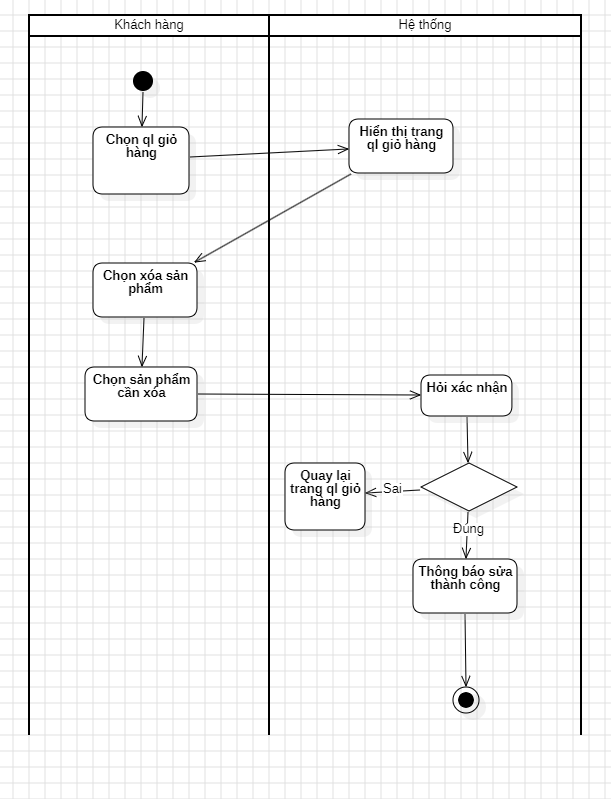 Khách hàng
Hệ thống
Chọn ql giỏ
hàng
Hiển thị trang
ql giỏ hàng
Chọn xóa sản
phẩm
Chọn sản phẩm
cần xóa
Hỏi xác nhận
Quay lại
trang ql giỏ
hàng
Sai
Đúng
Thông báo sửa
thành công